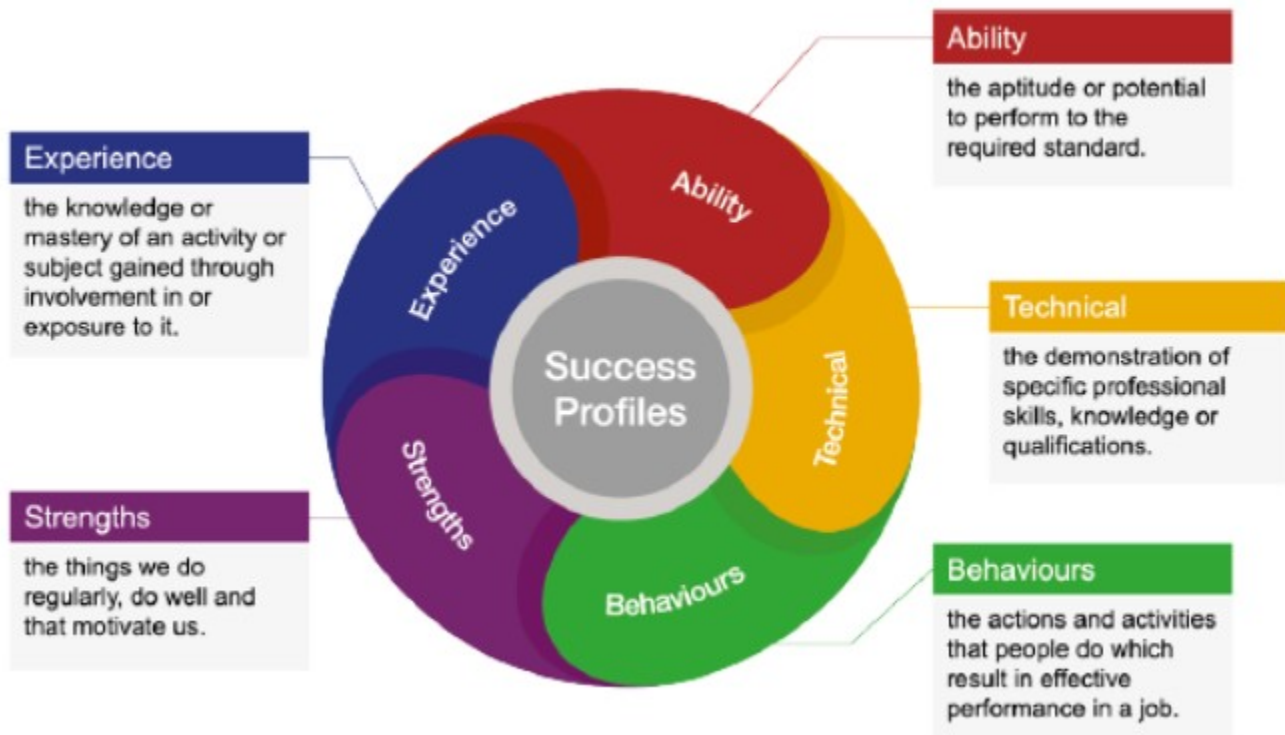 Ability
the aptitude or potential
to perform to the
required standard.
Experience
the knowledge or
mastery of an activity or
subject gained through
involvement in or
exposure to it.
Ability
Experience
Technical
the demonstration of
specific professional
skills, knowledge or
qualifications.
Success
Profiles
Technical
Strengths
Strengths
the things we do
regularly, do well and
that motivate us.
Behaviours
Behaviours
the actions and activities
that people do which
result in effective
performance in a job.